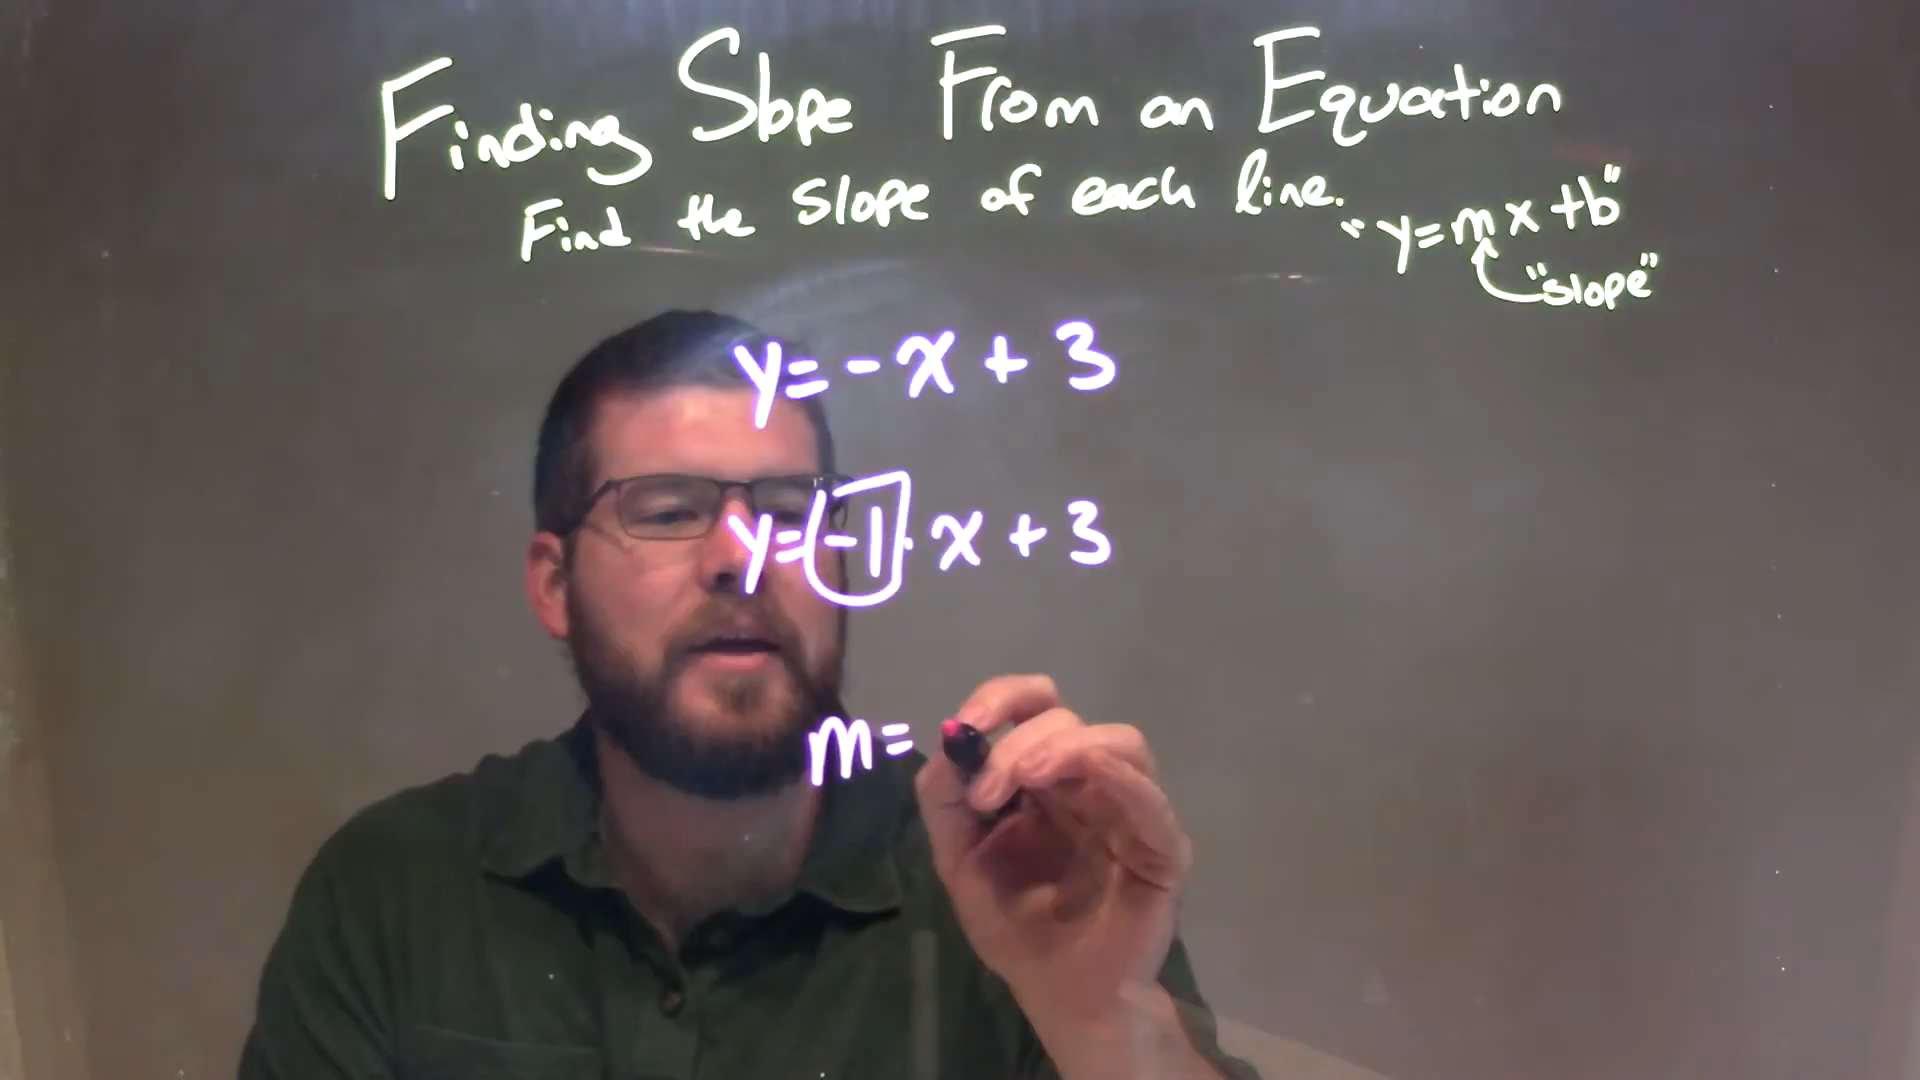 Finding Slope From an Equation
Find the slope of each line.
"y=mx+b"
"slope"
y=-x+3
y=-1·x+3
m=